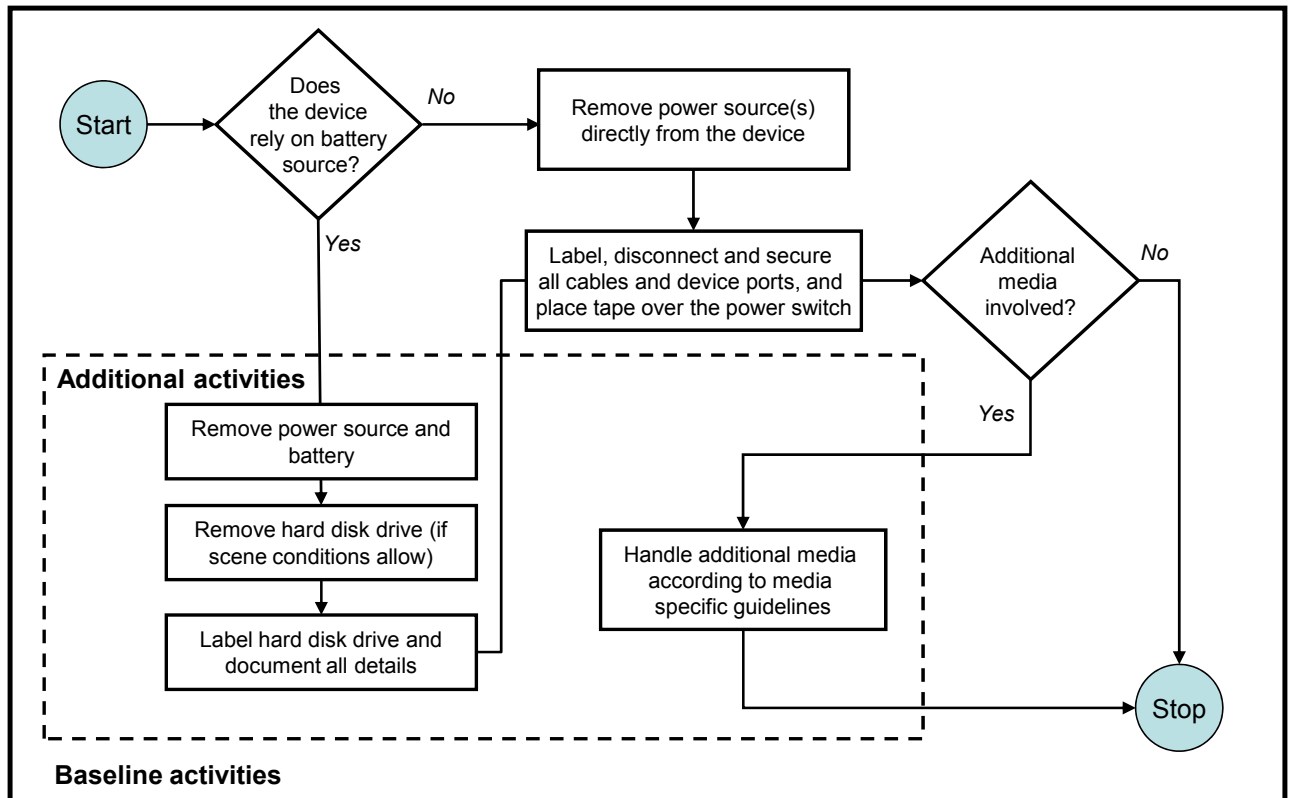 Start
Does
the device
rely on battery
source?
No
Remove power source(s)
directly from the device
Yes
Label, disconnect and secure
all cables and device ports, and
place tape over the power switch
Additional
media
involved?
No
Yes
Additional activities
Remove power source and
battery
Remove hard disk drive (if
scene conditions allow)
Label hard disk drive and
document all details
Handle additional media
according to media
specific guidelines
Stop
Baseline activities